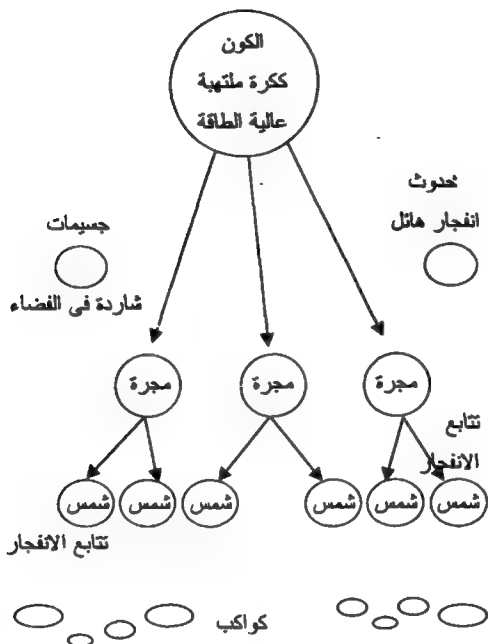 الكون
ككرة ملتهبة
عالية الطاقة
حدوث
انفجار هائل
جسيمات
شاردة فى الفضاء
مجرة
مجرة
مجرة
تتابع
الانفجار
شمس
شمس
شمس
شمس
شمس
شمس
تتابع الانفجار
كواكب